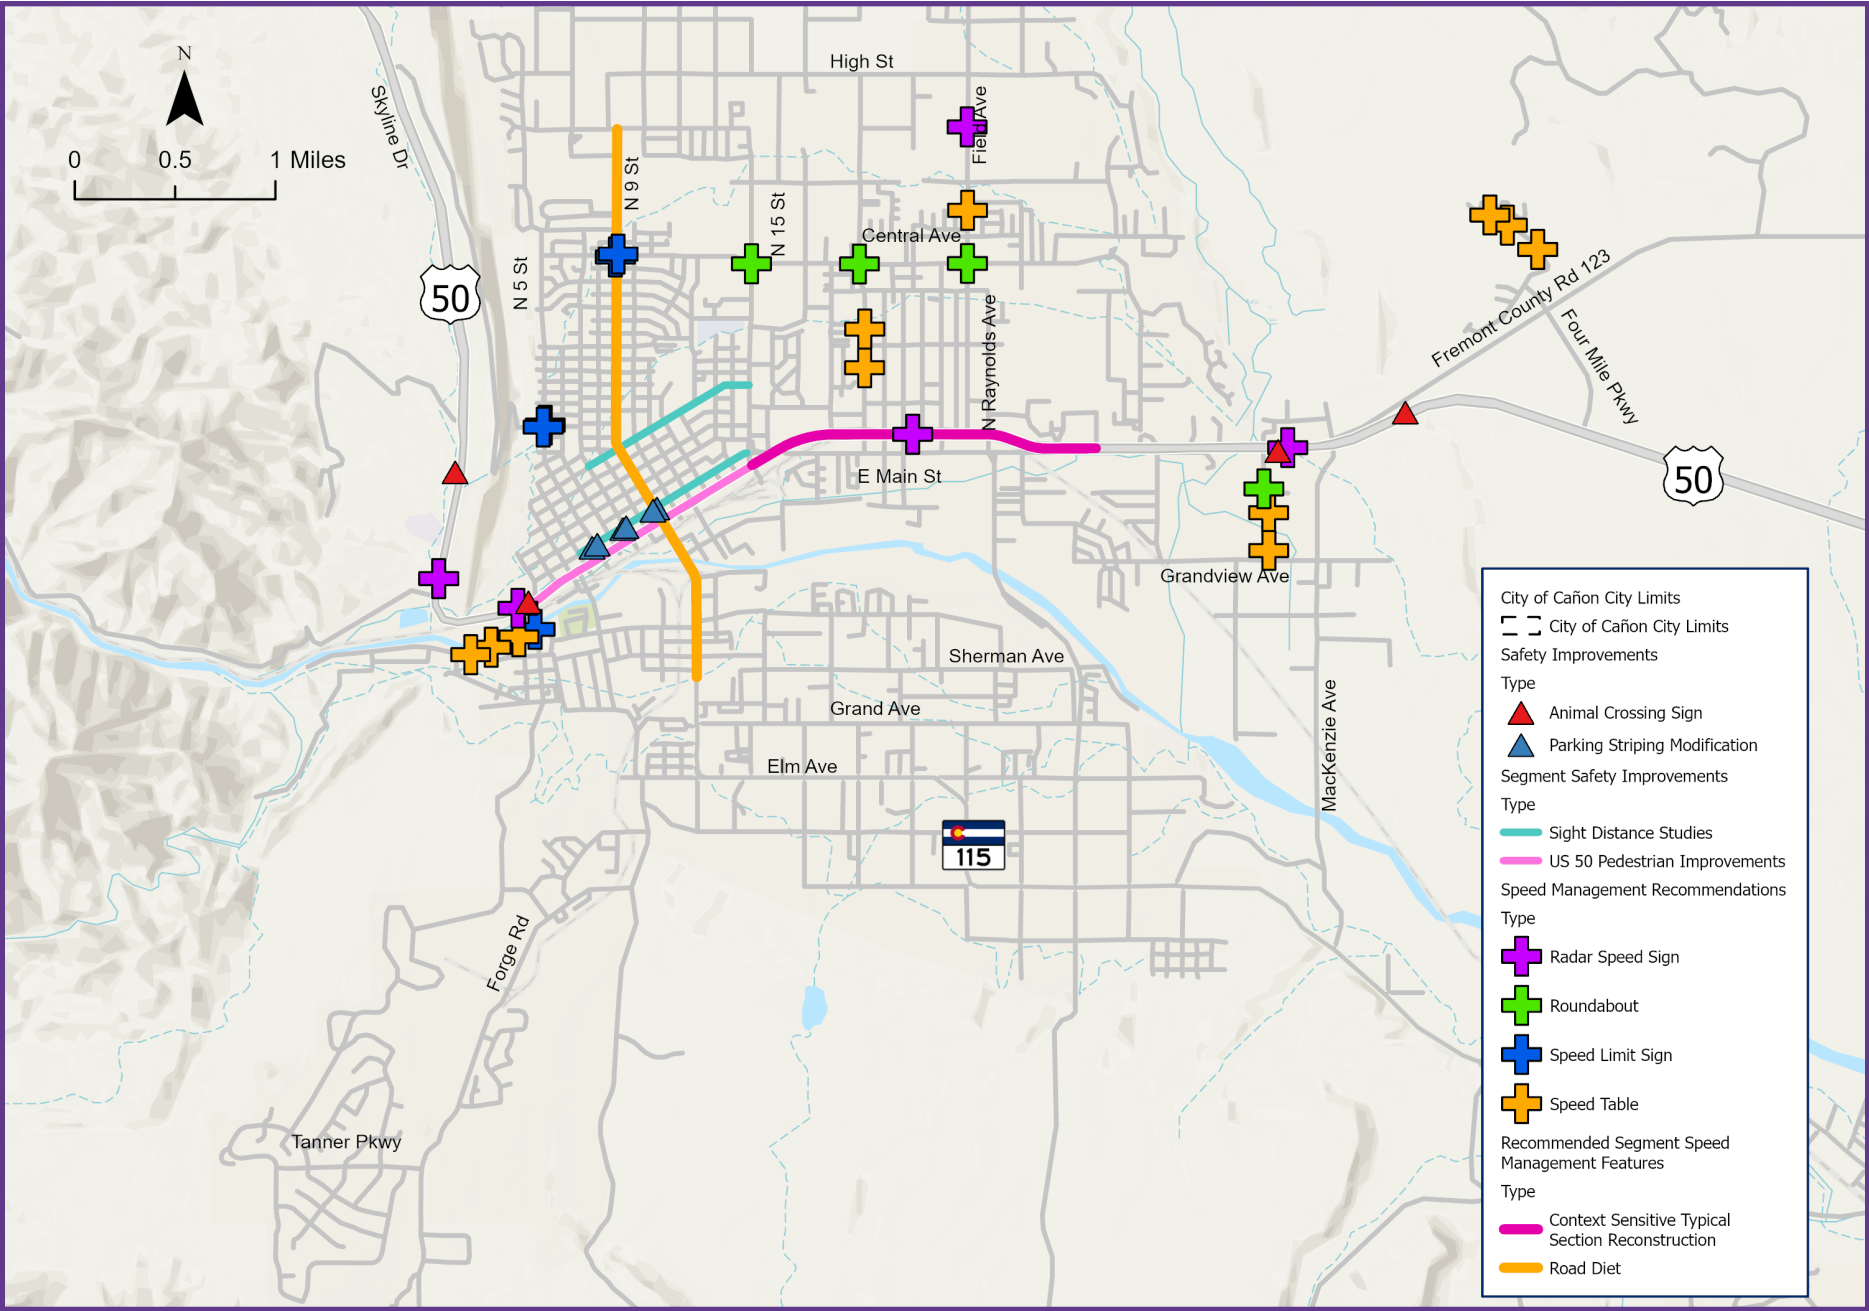 N
0 0.5 1 Miles
Skyline Dr
High St
Field Ave
N 9 St
N 15 St
Central Ave
N 5 St
50
N Raynolds Ave
Fremont County Rd 123
Four Mile Pkwy
E Main St
50
Grandview Ave
Sherman Ave
Grand Ave
Elm Ave
MacKenzie Ave
115
Forge Rd
Tanner Pkwy
City of Cañon City Limits
City of Cañon City Limits
Safety Improvements
Type
Animal Crossing Sign
Parking Striping Modification
Segment Safety Improvements
Type
Sight Distance Studies
US 50 Pedestrian Improvements
Speed Management Recommendations
Type
Radar Speed Sign
Roundabout
Speed Limit Sign
Speed Table
Recommended Segment Speed
Management Features
Type
Context Sensitive Typical
Section Reconstruction
Road Diet